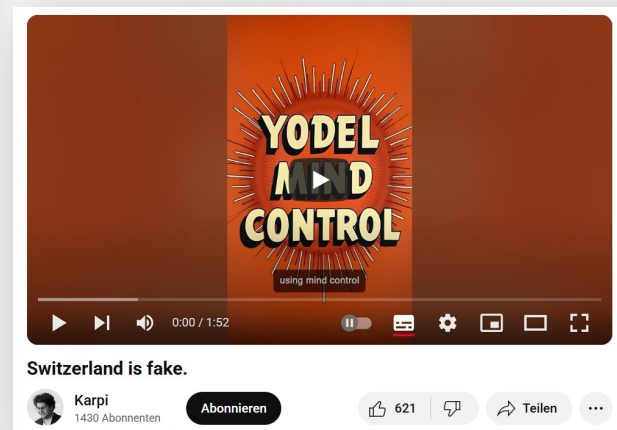 YODEL
MIND
CONTROL
using mind control
0:00 / 1:52
Switzerland is fake.
Karpi
1430 Abonnenten
Abonnieren
621
Teilen